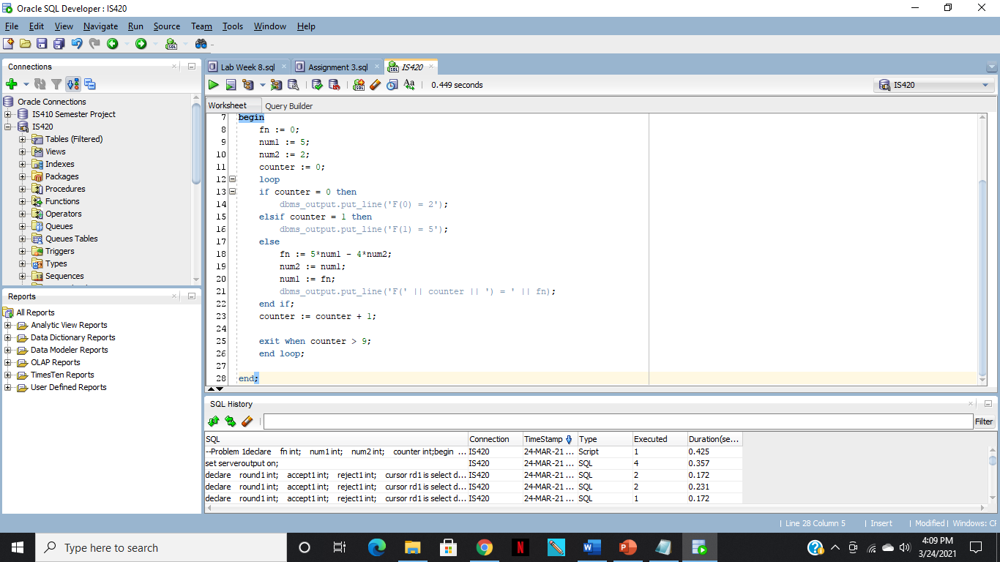 Oracle SQL Developer : IS420
File Edit View Navigate Run Source Team Tools Window Help
Connections
Oracle Connections
IS410 Semester Project
IS420
Tables (Filtered)
Views
Indexes
Packages
Procedures
Functions
Operators
Queues
Queues Tables
Triggers
Types
Sequences
Reports
All Reports
Analytic View Reports
Data Dictionary Reports
Data Modeler Reports
OLAP Reports
TimesTen Reports
User Defined Reports
Lab Week 8.sql Assignment 3.sql IS420
0.449 seconds IS420
Worksheet Query Builder
7 begin
8 fn := 0;
9 num1 := 5;
10 num2 := 2;
11 counter := 0;
12 loop
13 if counter = 0 then
14 dbms_output.put_line('F(0) = 2');
15 elsif counter = 1 then
16 dbms_output.put_line('F(1) = 5');
17 else
18 fn := 5*num1 - 4*num2;
19 num2 := num1;
20 num1 := fn;
21 dbms_output.put_line('F(' || counter || ') = ' || fn);
22 end if;
23 counter := counter + 1;
24
25 exit when counter > 9;
26 end loop;
27
28 end;
SQL History
Filter
SQL Connection TimeStamp Type Executed Duration(se...
--Problem 1declare fn int; num1 int; num2 int; counter int;begin ... IS420 24-MAR-21 ... Script 1 0.425
set serveroutput on; IS420 24-MAR-21 ... SQL 4 0.357
declare round1 int; accept1 int; reject1 int; cursor rd1 is select d... IS420 24-MAR-21 ... SQL 2 0.172
declare round1 int; accept1 int; reject1 int; cursor rd1 is select d... IS420 24-MAR-21 ... SQL 2 0.231
declare round1 int; accept1 int; reject1 int; cursor rd1 is select d... IS420 24-MAR-21 ... SQL 1 0.172
| Line 28 Column 5 | Insert | Modified | Windows: CF
Type here to search
4:09 PM
3/24/2021